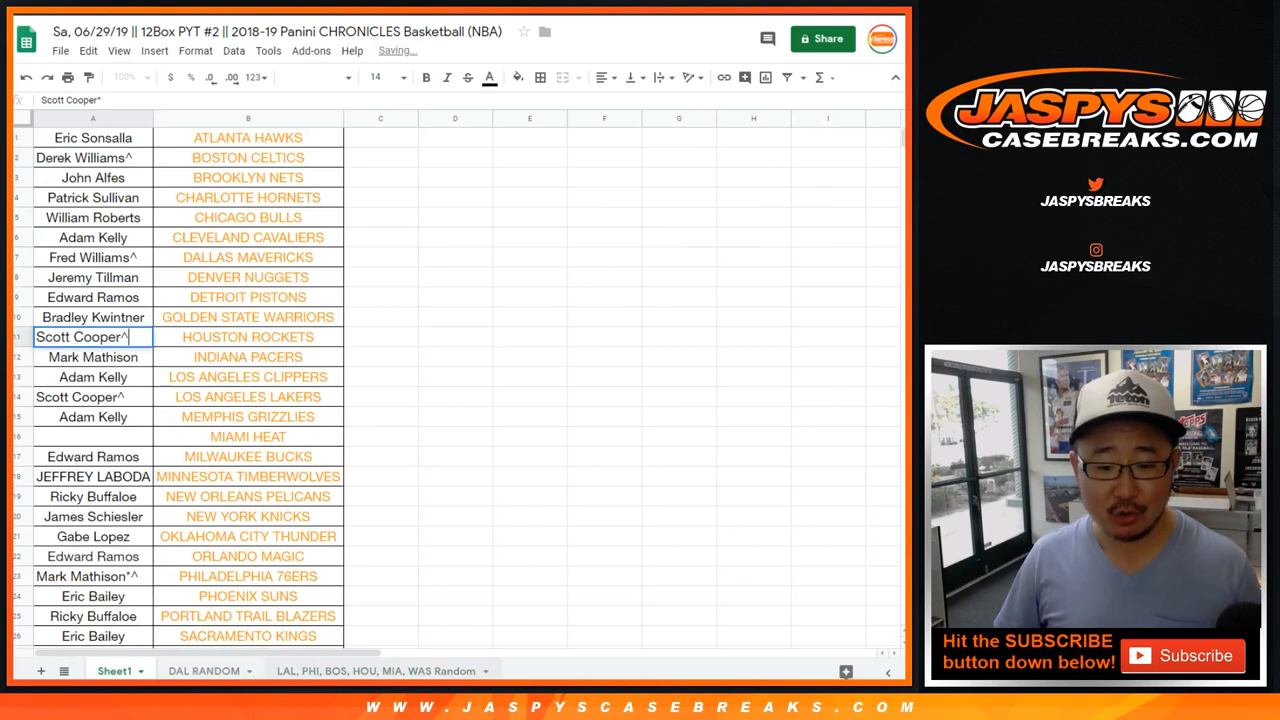 Sa, 06/29/19 || 12Box PYT #2 || 2018-19 Panini CHRONICLES Basketball (NBA)
File Edit View Insert Format Data Tools Add-ons Help Saving...
Share
100% $ % .0 .00 123 14 B I S A
fx Scott Cooper^
A B C D E F G H I
1 Eric Sonsalla ATLANTA HAWKS
2 Derek Williams^ BOSTON CELTICS
3 John Alfes BROOKLYN NETS
4 Patrick Sullivan CHARLOTTE HORNETS
5 William Roberts CHICAGO BULLS
6 Adam Kelly CLEVELAND CAVALIERS
7 Fred Williams^ DALLAS MAVERICKS
8 Jeremy Tillman DENVER NUGGETS
9 Edward Ramos DETROIT PISTONS
10 Bradley Kwintner GOLDEN STATE WARRIORS
11 Scott Cooper^ HOUSTON ROCKETS
12 Mark Mathison INDIANA PACERS
13 Adam Kelly LOS ANGELES CLIPPERS
14 Scott Cooper^ LOS ANGELES LAKERS
15 Adam Kelly MEMPHIS GRIZZLIES
16 MIAMI HEAT
17 Edward Ramos MILWAUKEE BUCKS
18 JEFFREY LABODA MINNESOTA TIMBERWOLVES
19 Ricky Buffaloe NEW ORLEANS PELICANS
20 James Schiesler NEW YORK KNICKS
21 Gabe Lopez OKLAHOMA CITY THUNDER
22 Edward Ramos ORLANDO MAGIC
23 Mark Mathison*^ PHILADELPHIA 76ERS
24 Eric Bailey PHOENIX SUNS
25 Ricky Buffaloe PORTLAND TRAIL BLAZERS
26 Eric Bailey SACRAMENTO KINGS
Sheet1 DAL RANDOM LAL, PHI, BOS, HOU, MIA, WAS Random
JASPYS
CASEBREAKS.COM
JASPYSBREAKS
JASPYSBREAKS
Teton
topps
Hit the SUBSCRIBE
button down below!
Subscribe
WWW.JASPYSCASEBREAKS.COM